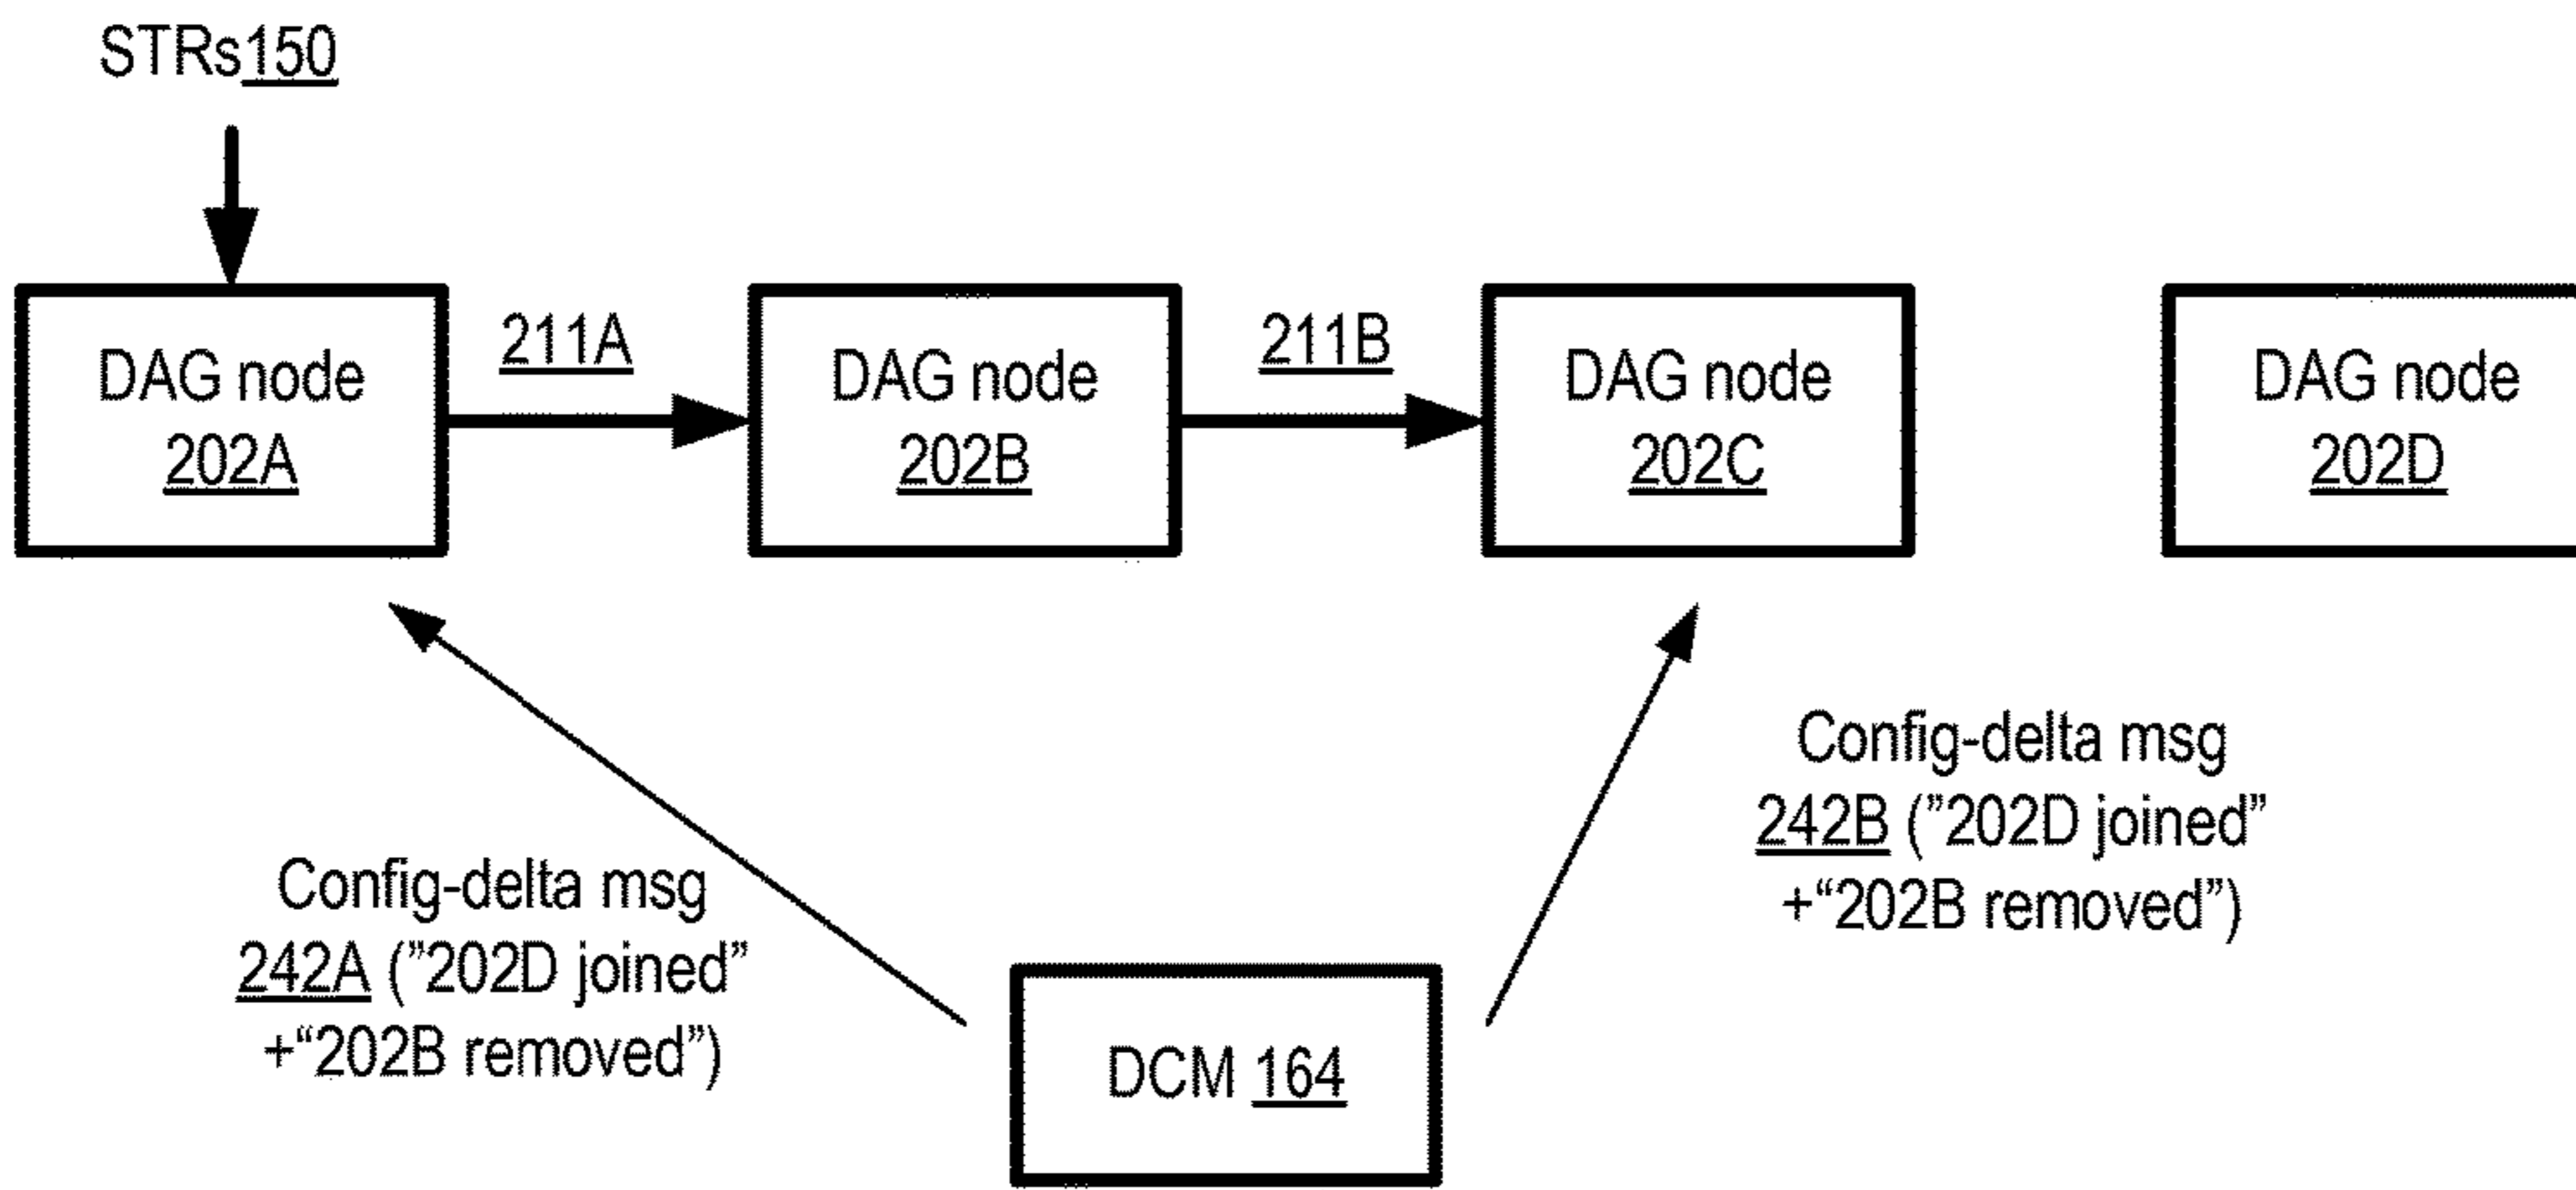 STRs150
211A
211B
DAG node
202A
DAG node
202B
DAG node
202C
DAG node
202D
Config-delta msg
242B (”202D joined”
+“202B removed”)
Config-delta msg
242A (”202D joined”
+“202B removed”)
DCM 164